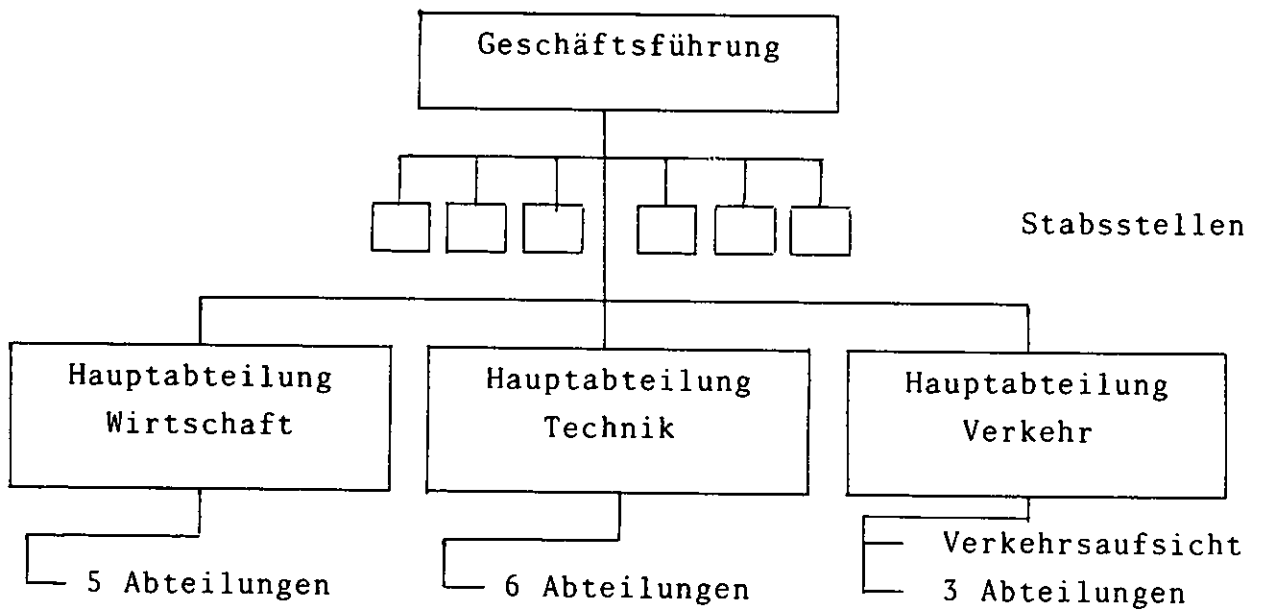 Geschäftsführung
Stabsstellen
Hauptabteilung
Wirtschaft
Hauptabteilung
Technik
Hauptabteilung
Verkehr
5 Abteilungen
6 Abteilungen
Verkehrsaufsicht
3 Abteilungen